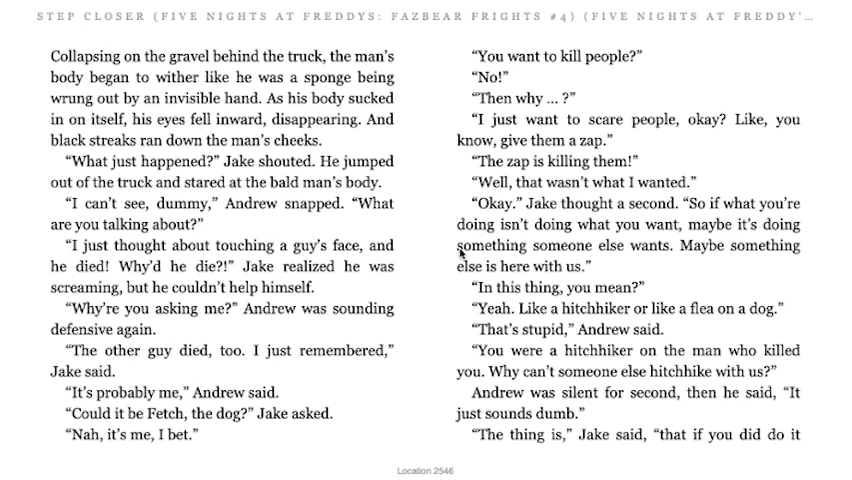 STEP CLOSER (FIVE NIGHTS AT FREDDYS: FAZBEAR FRIGHTS #4) (FIVE NIGHTS AT FREDDY'...
Collapsing on the gravel behind the truck, the man's
body began to wither like he was a sponge being
wrung out by an invisible hand. As his body sucked
in on itself, his eyes fell inward, disappearing. And
black streaks ran down the man's cheeks.
“What just happened?” Jake shouted. He jumped
out of the truck and stared at the bald man's body.
“I can't see, dummy,” Andrew snapped. “What
are you talking about?”
“I just thought about touching a guy's face, and
he died! Why'd he die?!” Jake realized he was
screaming, but he couldn't help himself.
“Why're you asking me?” Andrew was sounding
defensive again.
“The other guy died, too. I just remembered,”
Jake said.
“It's probably me,” Andrew said.
“Could it be Fetch, the dog?” Jake asked.
“Nah, it's me, I bet.”
“You want to kill people?”
“No!”
“Then why ... ?”
“I just want to scare people, okay? Like, you
know, give them a zap.”
“The zap is killing them!”
“Well, that wasn't what I wanted.”
“Okay.” Jake thought a second. “So if what you're
doing isn't doing what you want, maybe it's doing
something someone else wants. Maybe something
else is here with us.”
“In this thing, you mean?”
“Yeah. Like a hitchhiker or like a flea on a dog.”
“That's stupid,” Andrew said.
“You were a hitchhiker on the man who killed
you. Why can't someone else hitchhike with us?”
Andrew was silent for second, then he said, “It
just sounds dumb.”
“The thing is,” Jake said, “that if you did do it
Location 2546